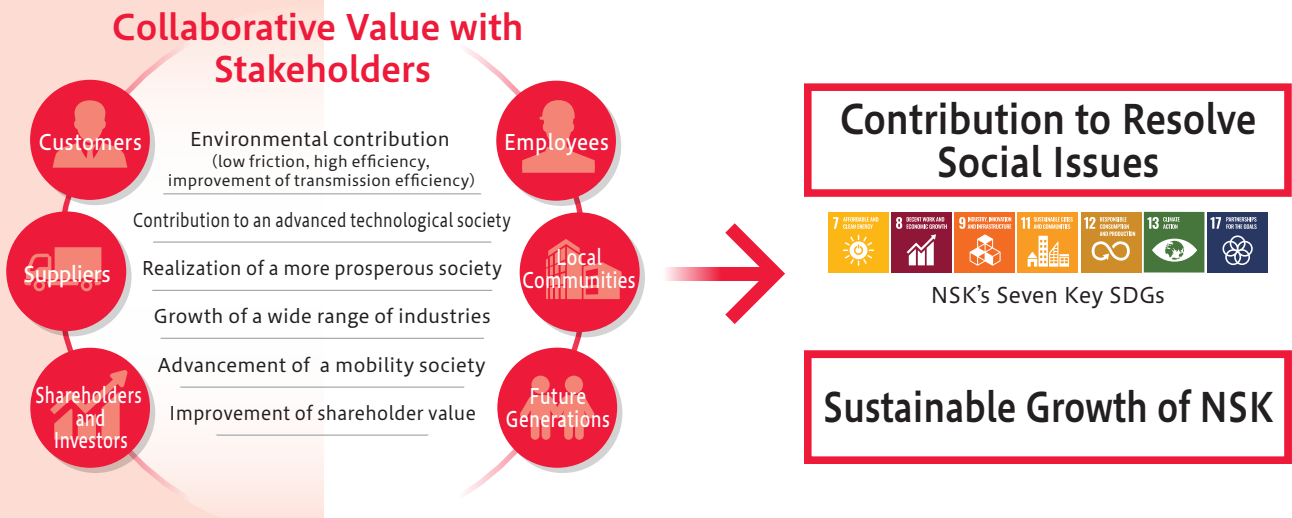 Collaborative Value with
Stakeholders
Customers
Suppliers
Shareholders
and
Investors
Environmental contribution
(low friction, high efficiency,
improvement of transmission efficiency)
Contribution to an advanced technological society
Realization of a more prosperous society
Growth of a wide range of industries
Advancement of a mobility society
Improvement of shareholder value
Employees
Local
Communities
Future
Generations
Contribution to Resolve
Social Issues
7 AFFORDABLE AND
CLEAN ENERGY
8 DECENT WORK AND
ECONOMIC GROWTH
9 INDUSTRY, INNOVATION
AND INFRASTRUCTURE
11 SUSTAINABLE CITIES
AND COMMUNITIES
12 RESPONSIBLE
CONSUMPTION
AND PRODUCTION
13 CLIMATE
ACTION
17 PARTNERSHIPS
FOR THE GOALS
NSK's Seven Key SDGs
Sustainable Growth of NSK